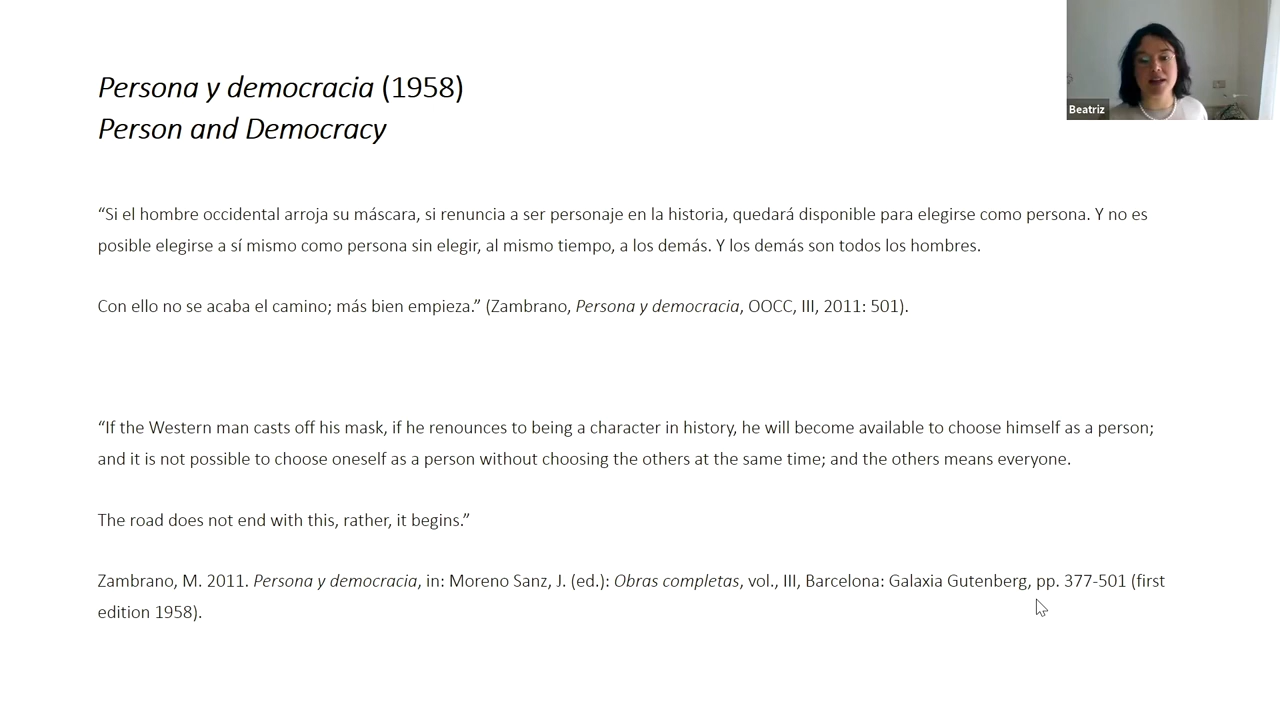 Persona y democracia (1958)
Person and Democracy
Beatriz
“Si el hombre occidental arroja su máscara, si renuncia a ser personaje en la historia, quedará disponible para elegirse como persona. Y no es
posible elegirse a sí mismo como persona sin elegir, al mismo tiempo, a los demás. Y los demás son todos los hombres.
Con ello no se acaba el camino; más bien empieza.” (Zambrano, Persona y democracia, OOCC, III, 2011: 501).
“If the Western man casts off his mask, if he renounces to being a character in history, he will become available to choose himself as a person;
and it is not possible to choose oneself as a person without choosing the others at the same time; and the others means everyone.
The road does not end with this, rather, it begins.”
Zambrano, M. 2011. Persona y democracia, in: Moreno Sanz, J. (ed.): Obras completas, vol., III, Barcelona: Galaxia Gutenberg, pp. 377-501 (first
edition 1958).